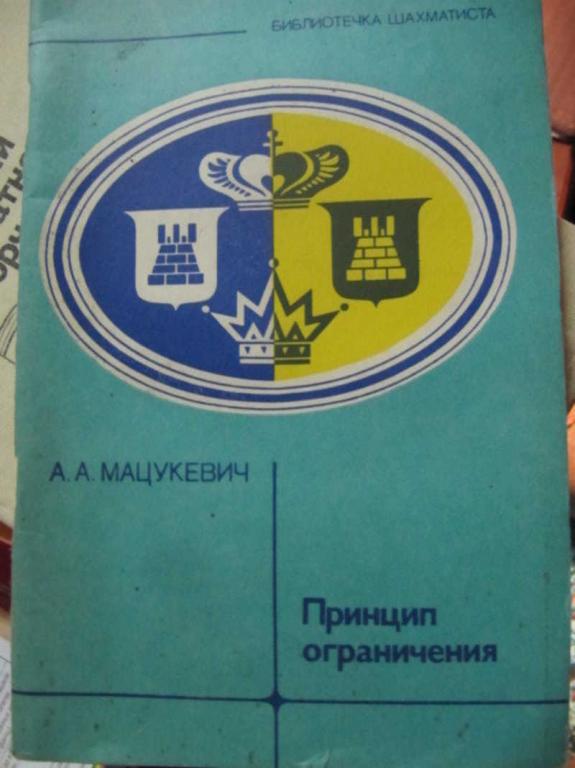 БИБЛИОТЕЧКА ШАХМАТИСТА
А. А. МАЦУКЕВИЧ
Принцип
ограничения